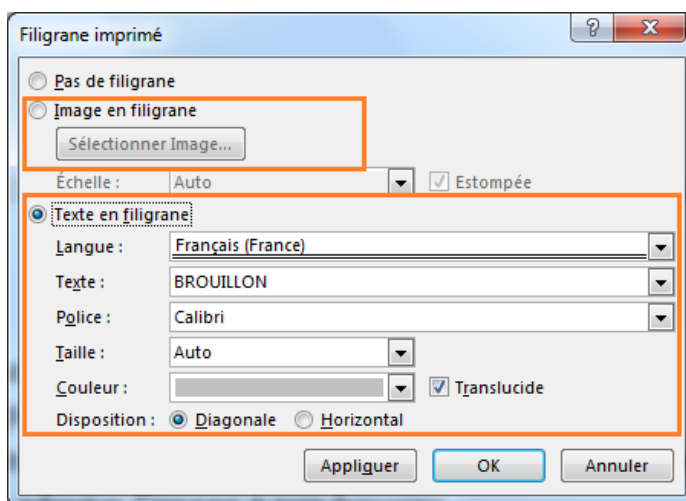 Filigrane imprimé
Pas de filigrane
Image en filigrane
Sélectionner Image...
Échelle : Auto Estompée
Texte en filigrane
Langue : Français (France)
Texte : BROUILLON
Police : Calibri
Taille : Auto
Couleur : Translucide
Disposition : Diagonale Horizontal
Appliquer OK Annuler